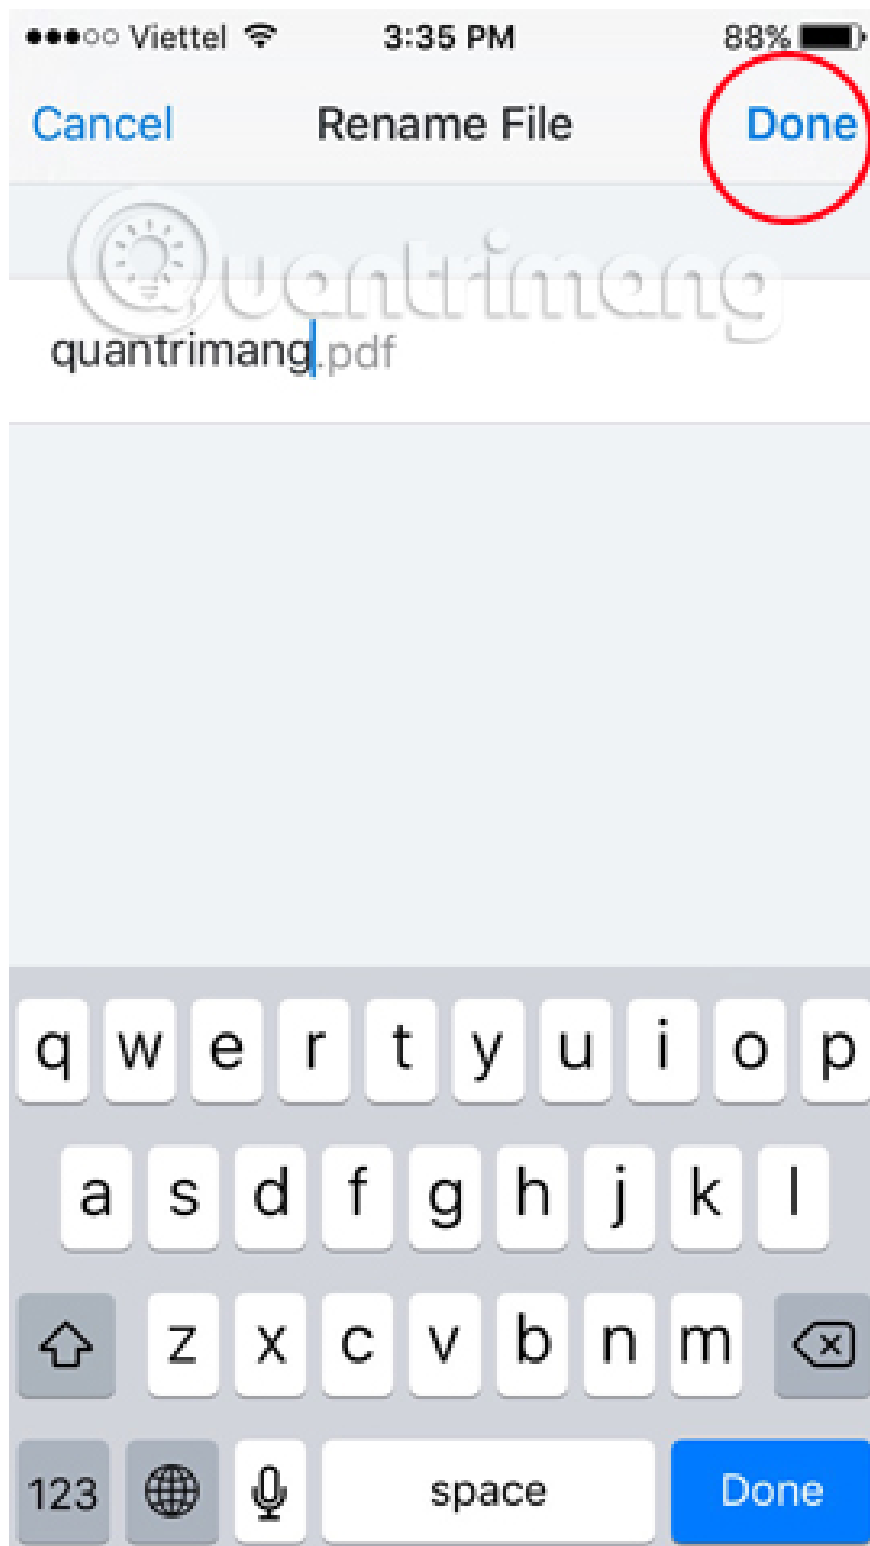 Viettel 3:35 PM 88%
Cancel Rename File Done
Quantrimang
quantrimang.pdf
q w e r t y u i o p
a s d f g h j k l
z x c v b n m
123 space Done